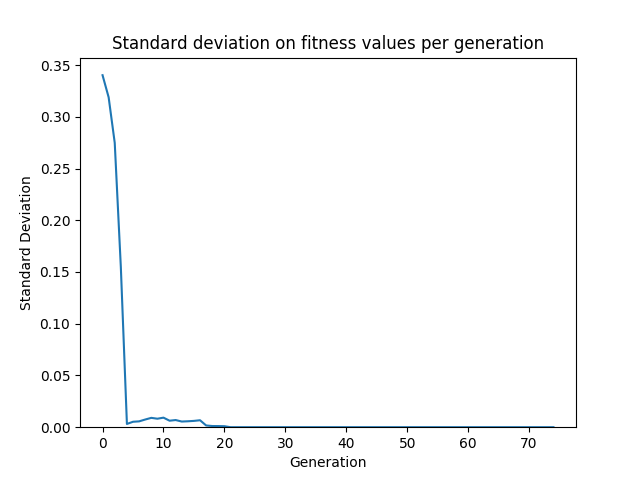 Standard deviation on fitness values per generation
0.35
0.30
0.25
0.20
0.15
0.10
0.05
0.00
Standard Deviation
0 10 20 30 40 50 60 70
Generation